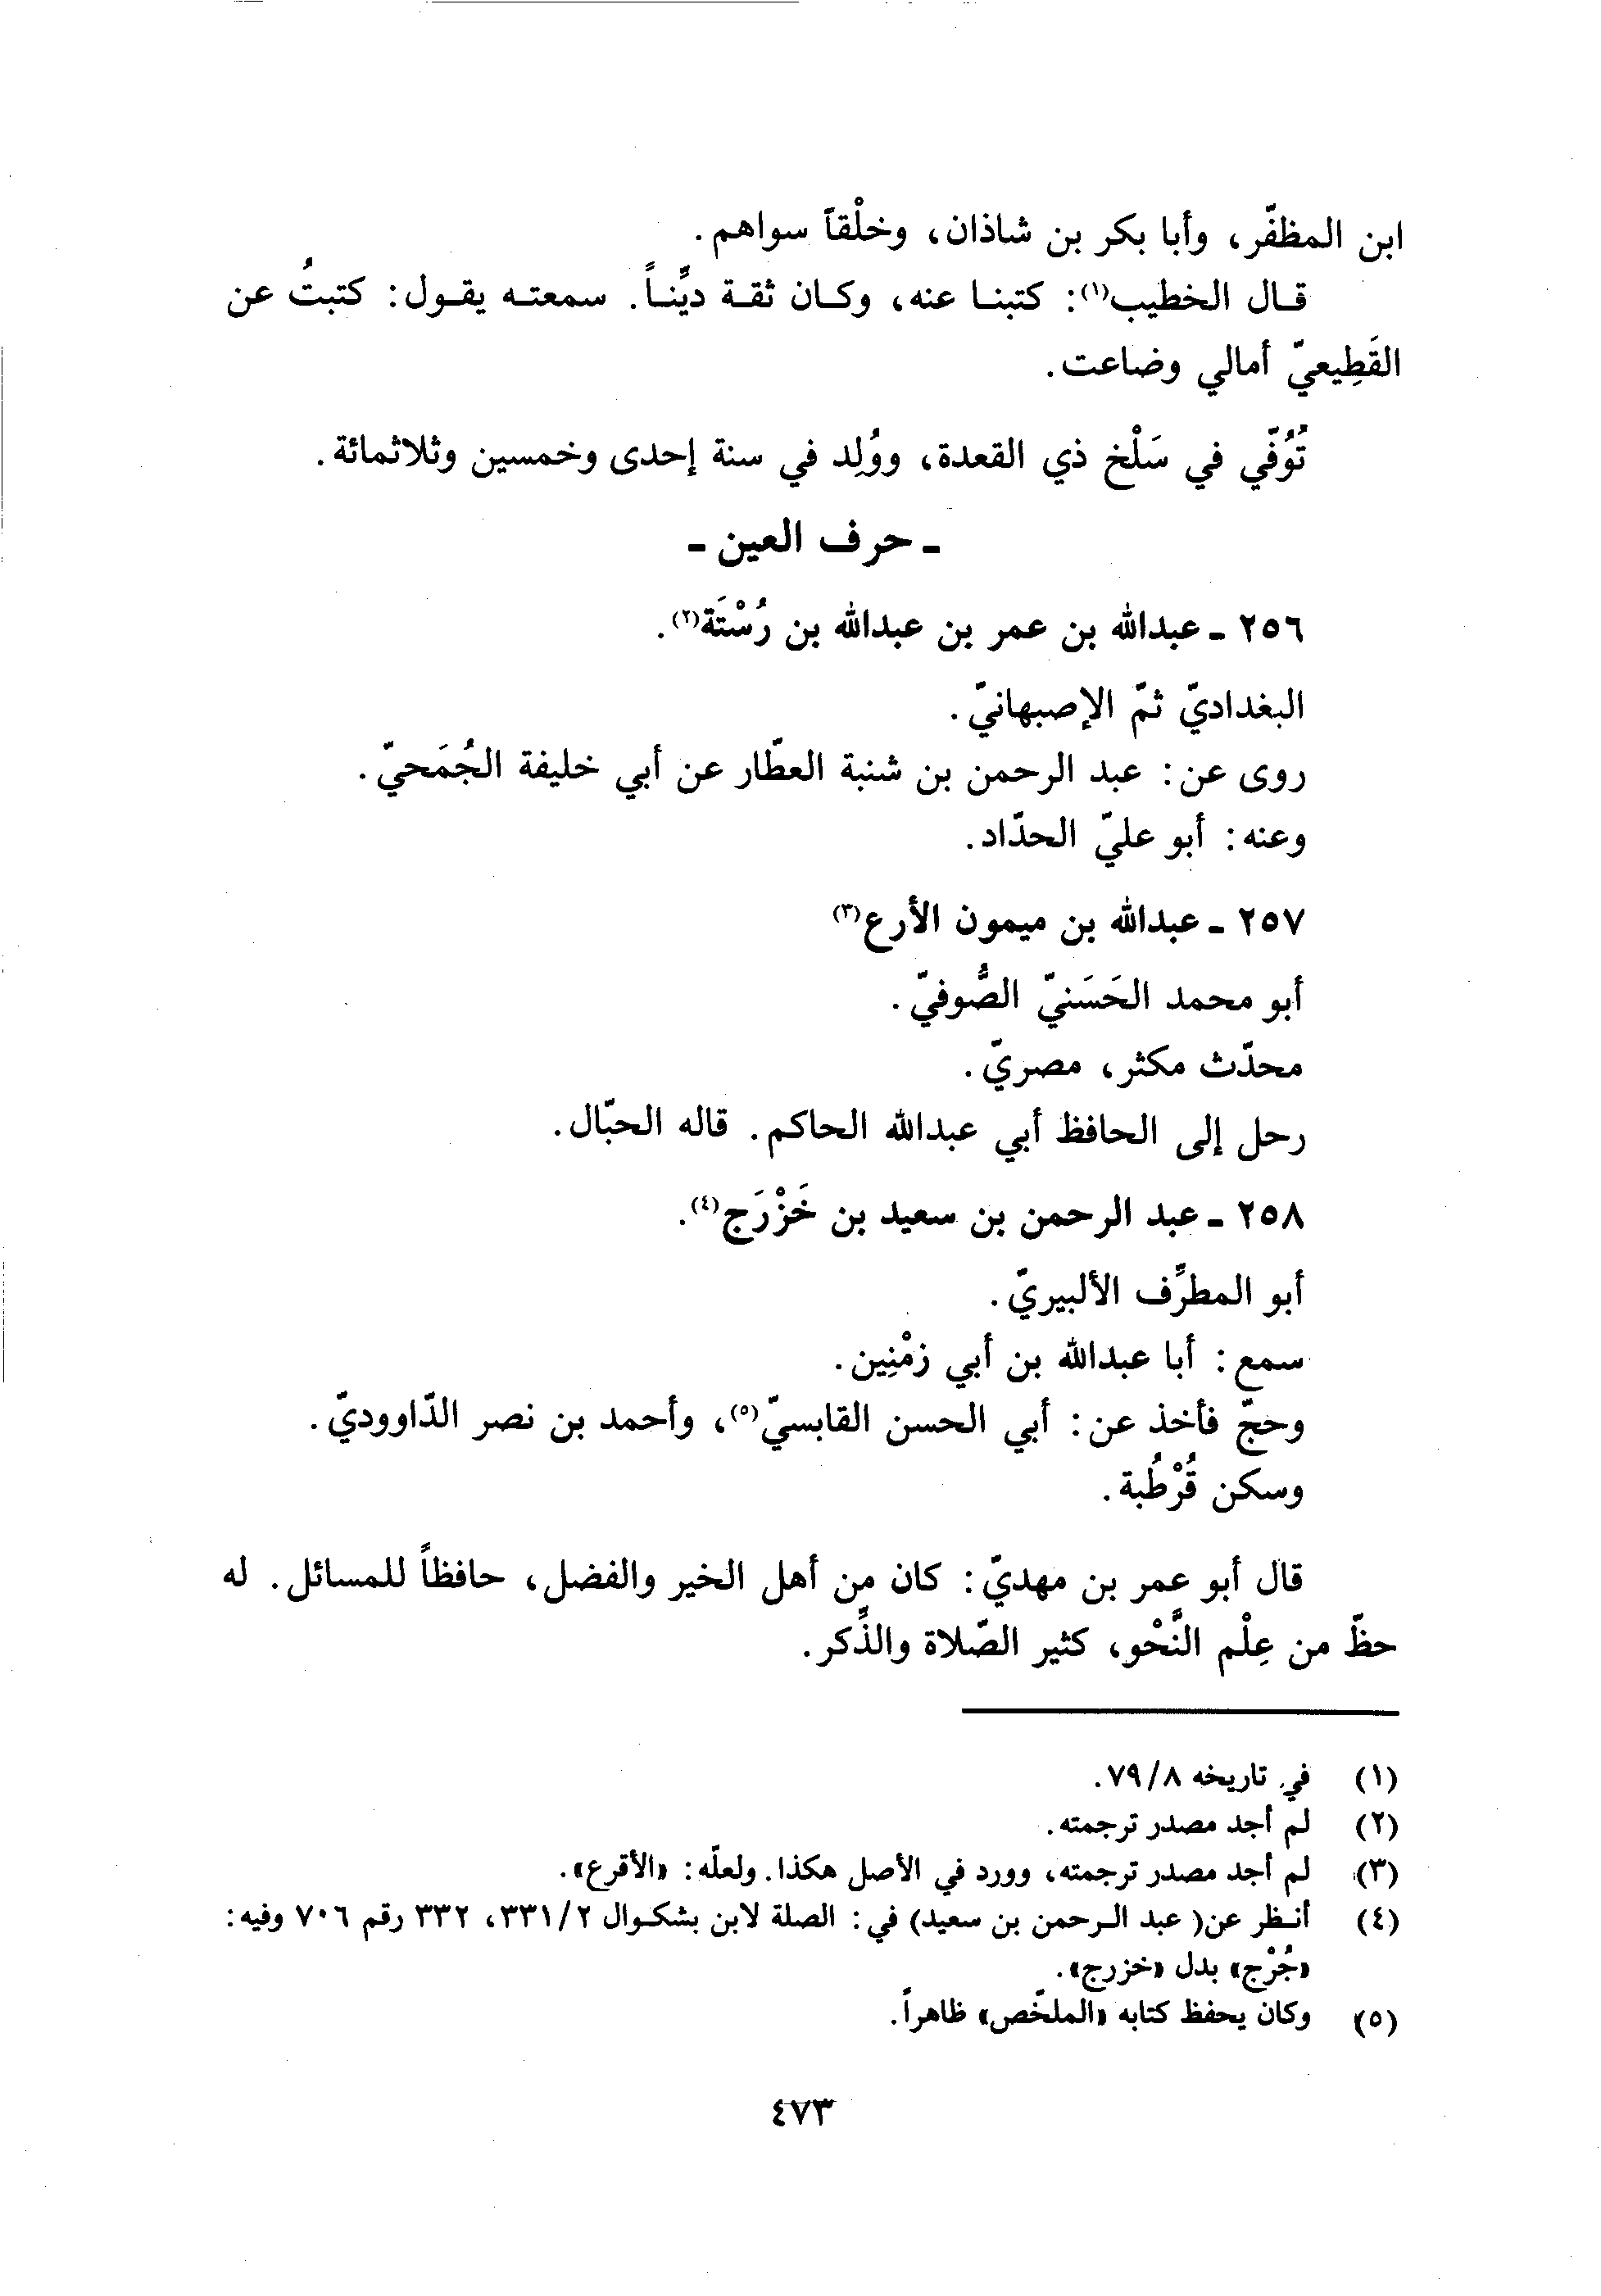 ابن المظفّر، وأبا بكر بن شاذان، وخلْقاً سواهم.
قال الخطيب(١): كتبنا عنه، وكان ثقة ديِّناً. سمعته يقول: كتبتُ عن
القَطِيعيّ أمالي وضاعت.
تُوُفّي في سَلْخ ذي القعدة، ووُلِد في سنة إحدى وخمسين وثلاثمائة.
ـ حرف العين ـ
٢٥٦ ـ عبدالله بن عمر بن عبدالله بن رُسْتَة(٢).
البغداديّ ثمّ الإصبهانيّ.
روى عن: عبد الرحمن بن شنبة العطّار عن أبي خليفة الجُمَحيّ.
وعنه: أبو عليّ الحدّاد.
٢٥٧ ـ عبدالله بن ميمون الأرع(٣)
أبو محمد الحَسَنيّ الصُّوفيّ.
محدّث مكثر، مصريّ.
رحل إلى الحافظ أبي عبدالله الحاكم. قاله الحبّال.
٢٥٨ ـ عبد الرحمن بن سعيد بن خَزْرَج(٤).
أبو المطرِّف الألبيريّ.
سمع: أبا عبدالله بن أبي زمْنِين.
وحجّ فأخذ عن: أبي الحسن القابسيّ(٥)، وأحمد بن نصر الدّاووديّ.
وسكن قُرْطُبة.
قال أبو عمر بن مهديّ: كان من أهل الخير والفضل، حافظاً للمسائل. له
حظّ من عِلْم النَّحْو، كثير الصّلاة والذِّكر.
(١) في تاريخه ٧٩/٨.
(٢) لم أجد مصدر ترجمته.
(٣) لم أجد مصدر ترجمته، وورد في الأصل هكذا. ولعلّه: «الأقرع».
(٤) أنظر عن( عبد الرحمن بن سعيد) في: الصلة لابن بشكوال ٣٣١/٢، ٣٣٢ رقم ٧٠٦ وفيه:
«جُرْج» بدل «خزرج».
(٥) وكان يحفظ كتابه «الملخّص» ظاهراً.
٤٧٣